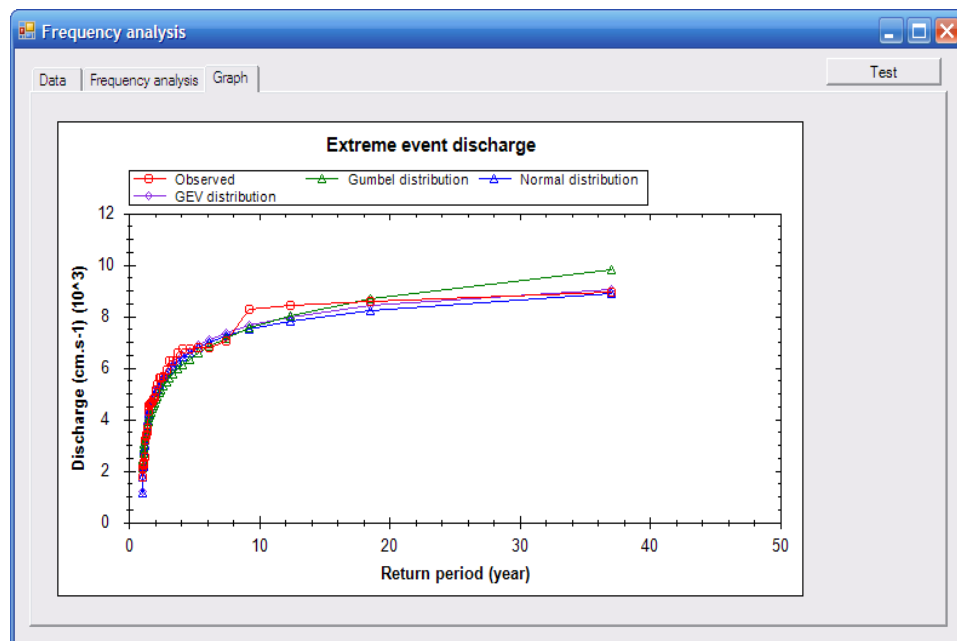 Frequency analysis
Data Frequency analysis Graph Test
Extreme event discharge
Observed Gumbel distribution Normal distribution
GEV distribution
12
10
8
6
4
2
0
Discharge (cm.s-1) (10^3)
0 10 20 30 40 50
Return period (year)